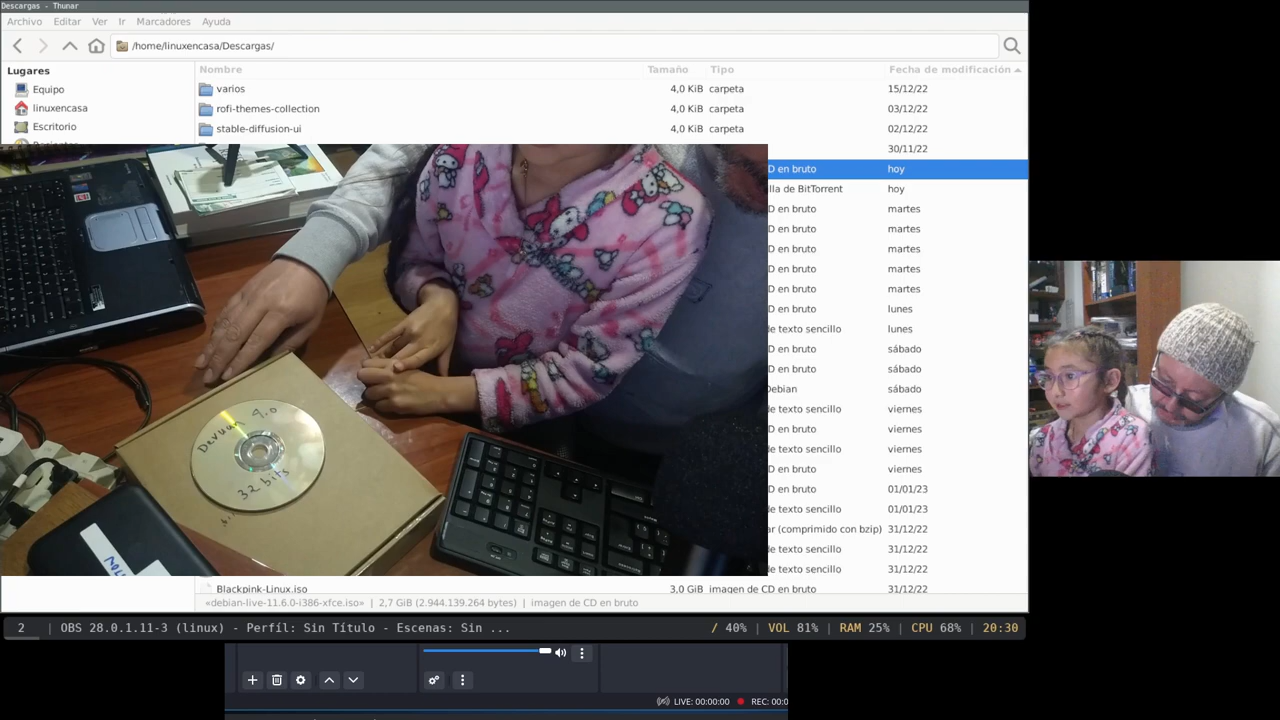 Descargas - Thunar
Archivo Editar Ver Ir Marcadores Ayuda
/home/linuxencasa/Descargas/
Lugares
Equipo
linuxencasa
Escritorio
Nombre Tamaño Tipo Fecha de modificación
varios 4,0 KiB carpeta 15/12/22
rofi-themes-collection 4,0 KiB carpeta 03/12/22
stable-diffusion-ui 4,0 KiB carpeta 02/12/22
30/11/22
D en bruto hoy
lla de BitTorrent hoy
D en bruto martes
D en bruto martes
D en bruto martes
D en bruto martes
D en bruto martes
D en bruto lunes
de texto sencillo lunes
D en bruto sábado
D en bruto sábado
Debian sábado
de texto sencillo viernes
D en bruto viernes
de texto sencillo viernes
D en bruto viernes
D en bruto 01/01/23
de texto sencillo 01/01/23
ar (comprimido con bzip) 31/12/22
de texto sencillo 31/12/22
de texto sencillo 31/12/22
Blackpink-Linux.iso 3,0 GiB imagen de CD en bruto 31/12/22
Devuan 4.0
32 bits
«debian-live-11.6.0-i386-xfce.iso» | 2,7 GiB (2.944.139.264 bytes) | imagen de CD en bruto
2 | OBS 28.0.1.11-3 (linux) - Perfíl: Sin Título - Escenas: Sin ... / 40% | VOL 81% | RAM 25% | CPU 68% | 20:30
LIVE: 00:00:00 REC: 00:0